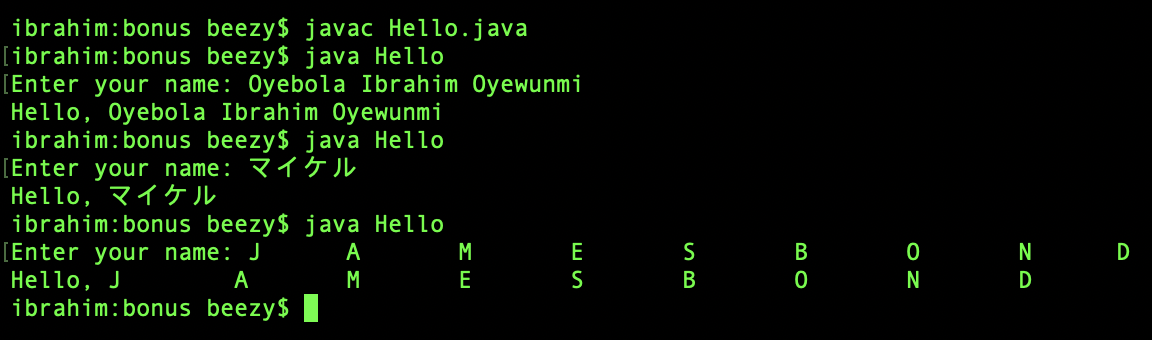 ibrahim:bonus beezy$ javac Hello.java
[ibrahim:bonus beezy$ java Hello
[Enter your name: Oyebola Ibrahim Oyewunmi
Hello, Oyebola Ibrahim Oyewunmi
ibrahim:bonus beezy$ java Hello
[Enter your name: マイケル
Hello, マイケル
ibrahim:bonus beezy$ java Hello
[Enter your name: J	A	M	E	S	B	O	N	D
Hello, J	A	M	E	S	B	O	N	D
ibrahim:bonus beezy$